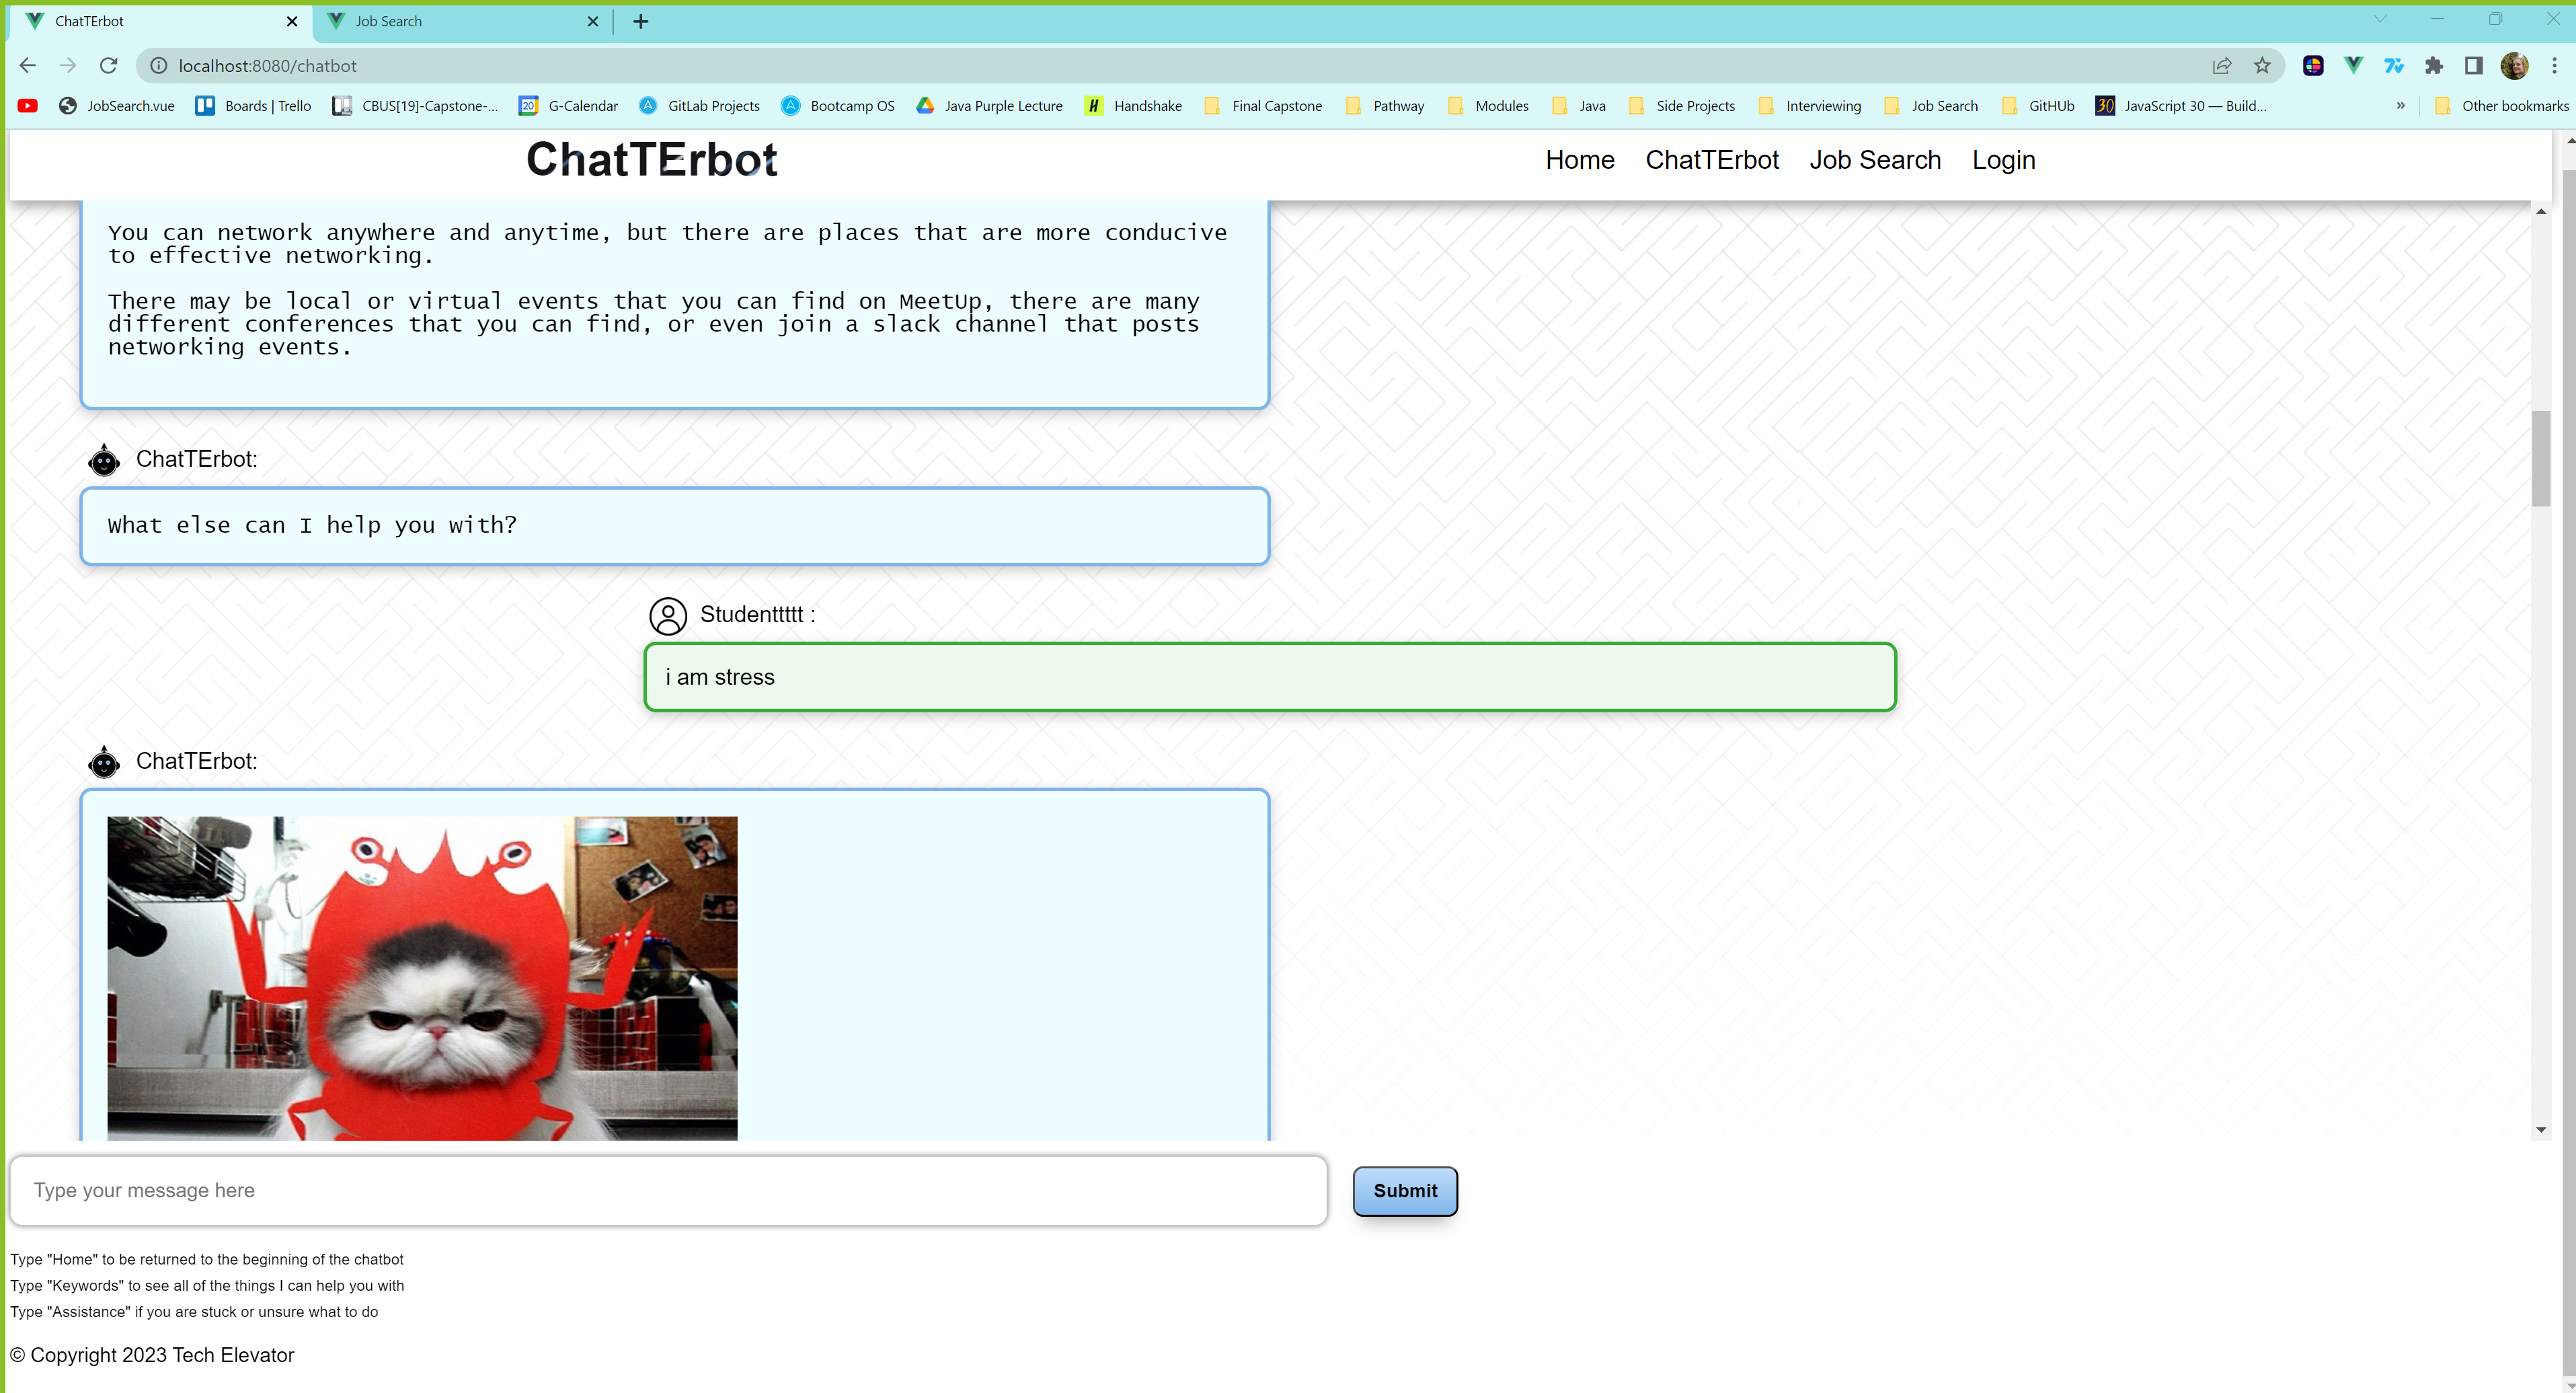 ChatTErbot
Job Search
localhost:8080/chatbot
JobSearch.vue
Boards | Trello
CBUS[19]-Capstone-...
20
G-Calendar
GitLab Projects
Bootcamp OS
Java Purple Lecture
H
Handshake
Final Capstone
Pathway
Modules
Java
Side Projects
Interviewing
Job Search
GitHUb
30
JavaScript 30 — Build...
»
Other bookmarks
ChatTErbot
Home
ChatTErbot
Job Search
Login
You can network anywhere and anytime, but there are places that are more conducive
to effective networking.
There may be local or virtual events that you can find on MeetUp, there are many
different conferences that you can find, or even join a slack channel that posts
networking events.
ChatTErbot:
What else can I help you with?
Studenttttt :
i am stress
ChatTErbot:
Type your message here
Submit
Type "Home" to be returned to the beginning of the chatbot
Type "Keywords" to see all of the things I can help you with
Type "Assistance" if you are stuck or unsure what to do
© Copyright 2023 Tech Elevator